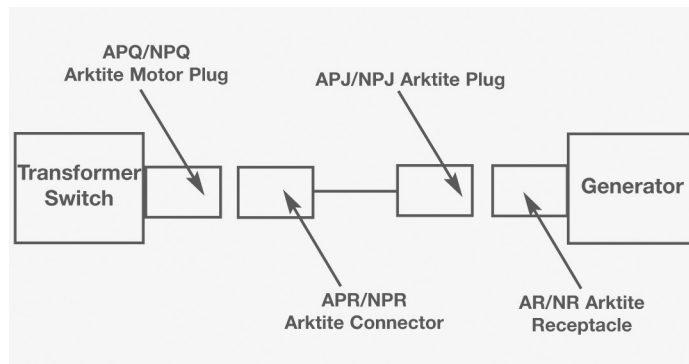 APQ/NPQ
Arktite Motor Plug
APJ/NPJ Arktite Plug
Transformer
Switch
Generator
APR/NPR
Arktite Connector
AR/NR Arktite
Receptacle